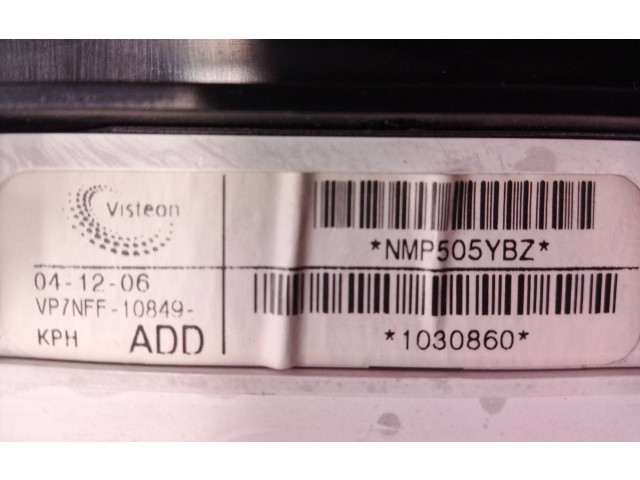 Visteon
04-12-06
VP7NFF-10849-
KPH ADD
*NMP505YBZ*
*1030860*